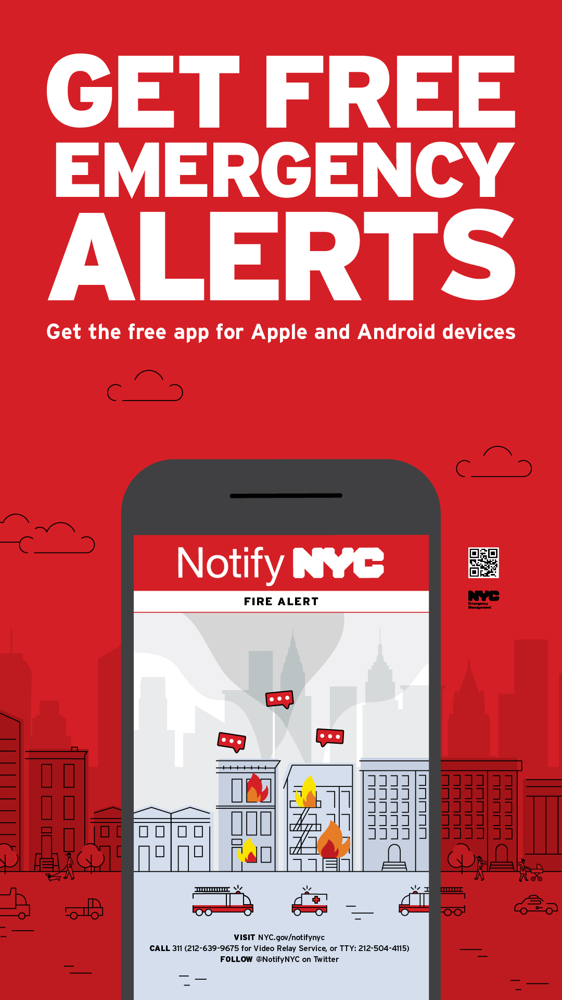 GET FREE
EMERGENCY
ALERTS
Get the free app for Apple and Android devices
Notify NYC
FIRE ALERT
NYC
Emergency
Management
VISIT NYC.gov/notifynyc
CALL 311 (212-639-9675 for Video Relay Service, or TTY: 212-504-4115)
FOLLOW @NotifyNYC on Twitter